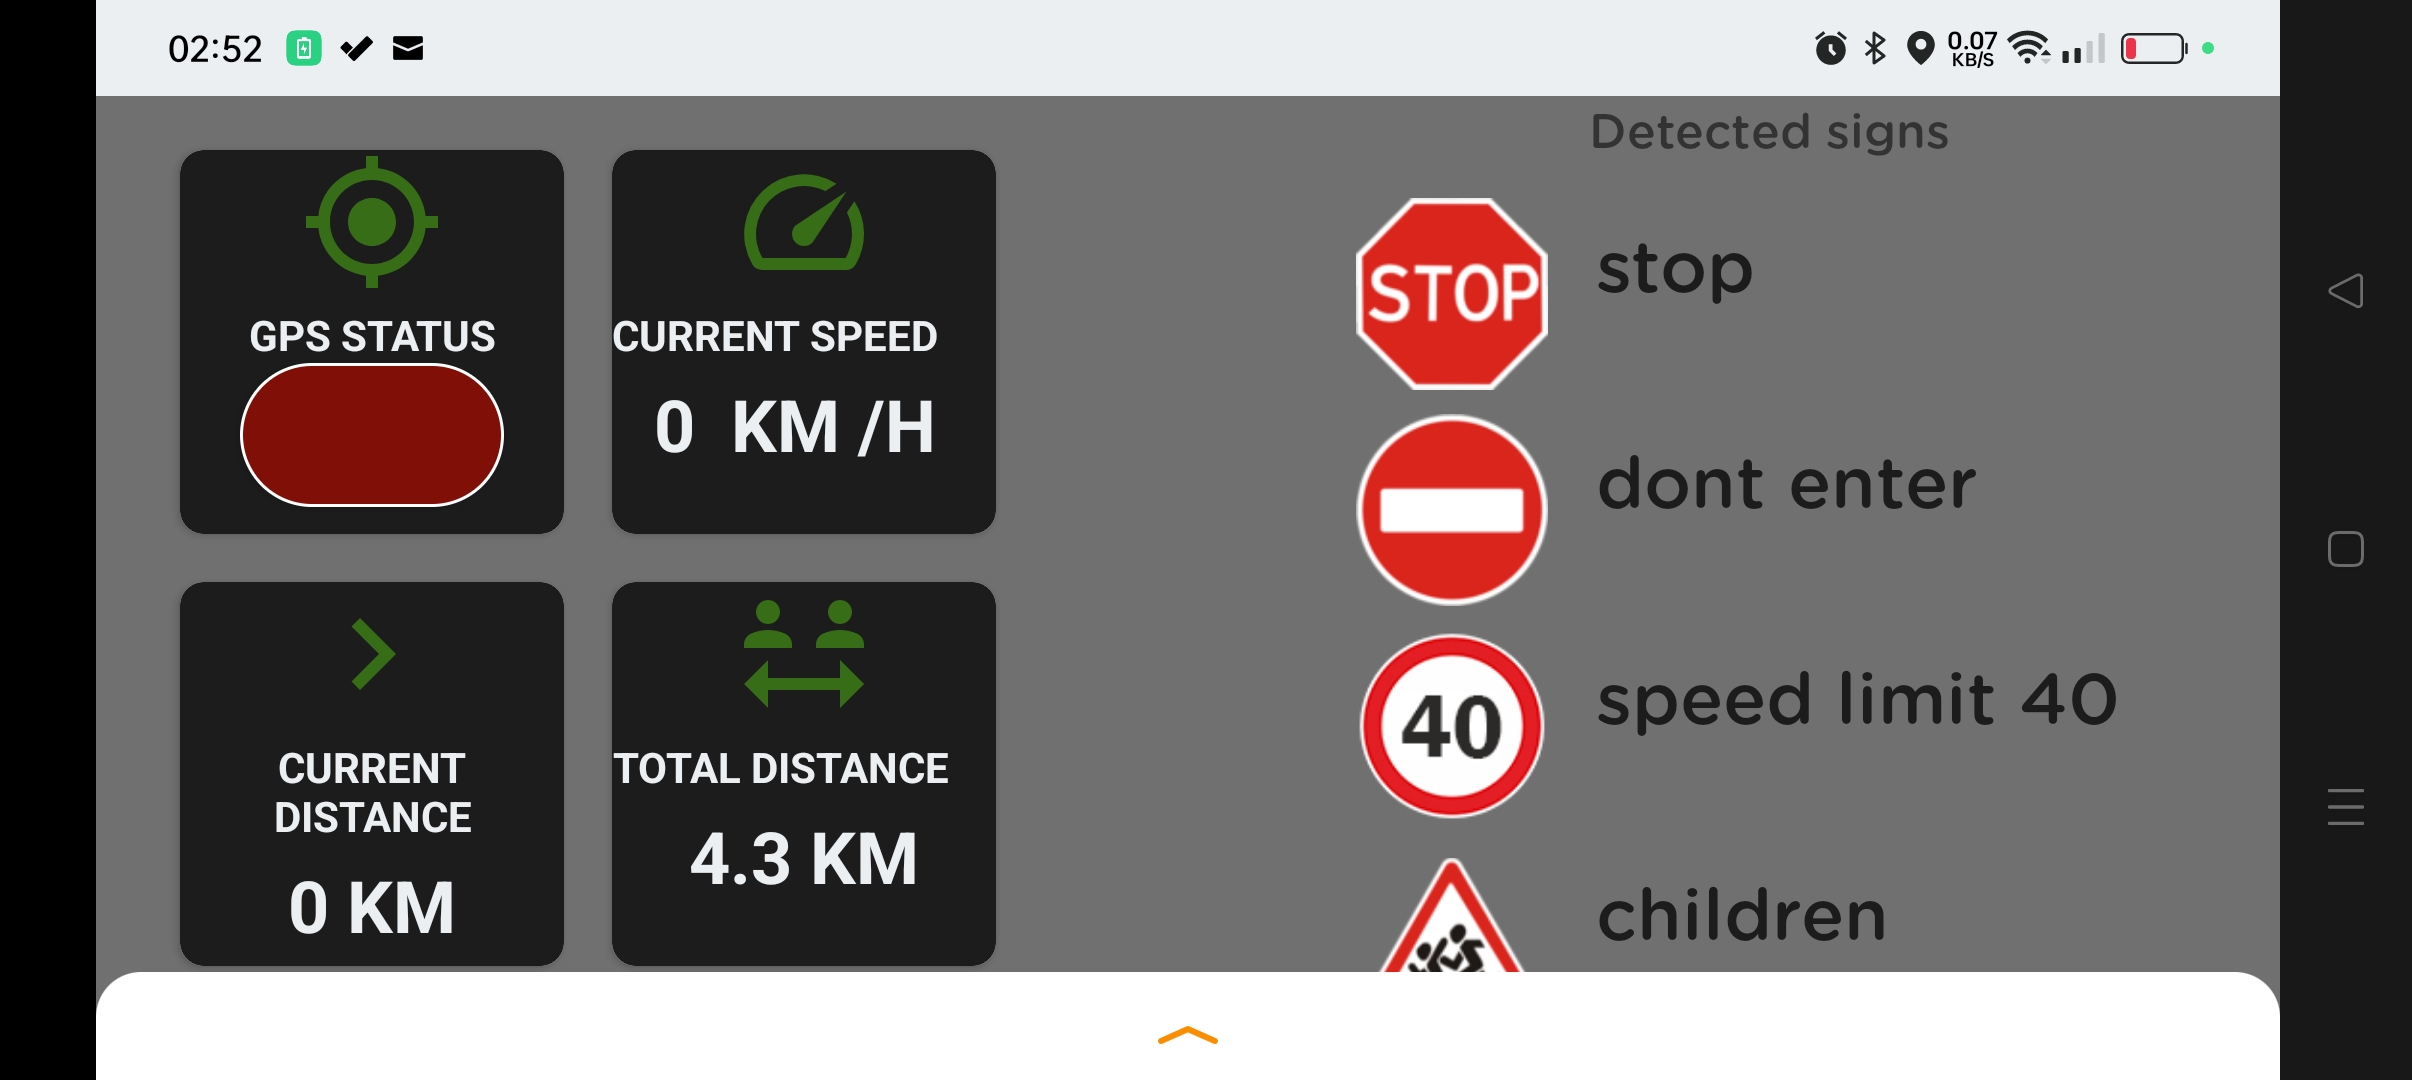 02:52
0.07
KB/S
GPS STATUS
CURRENT SPEED
0 KM /H
CURRENT
DISTANCE
0 KM
TOTAL DISTANCE
4.3 KM
Detected signs
STOP
stop
dont enter
40
speed limit 40
children